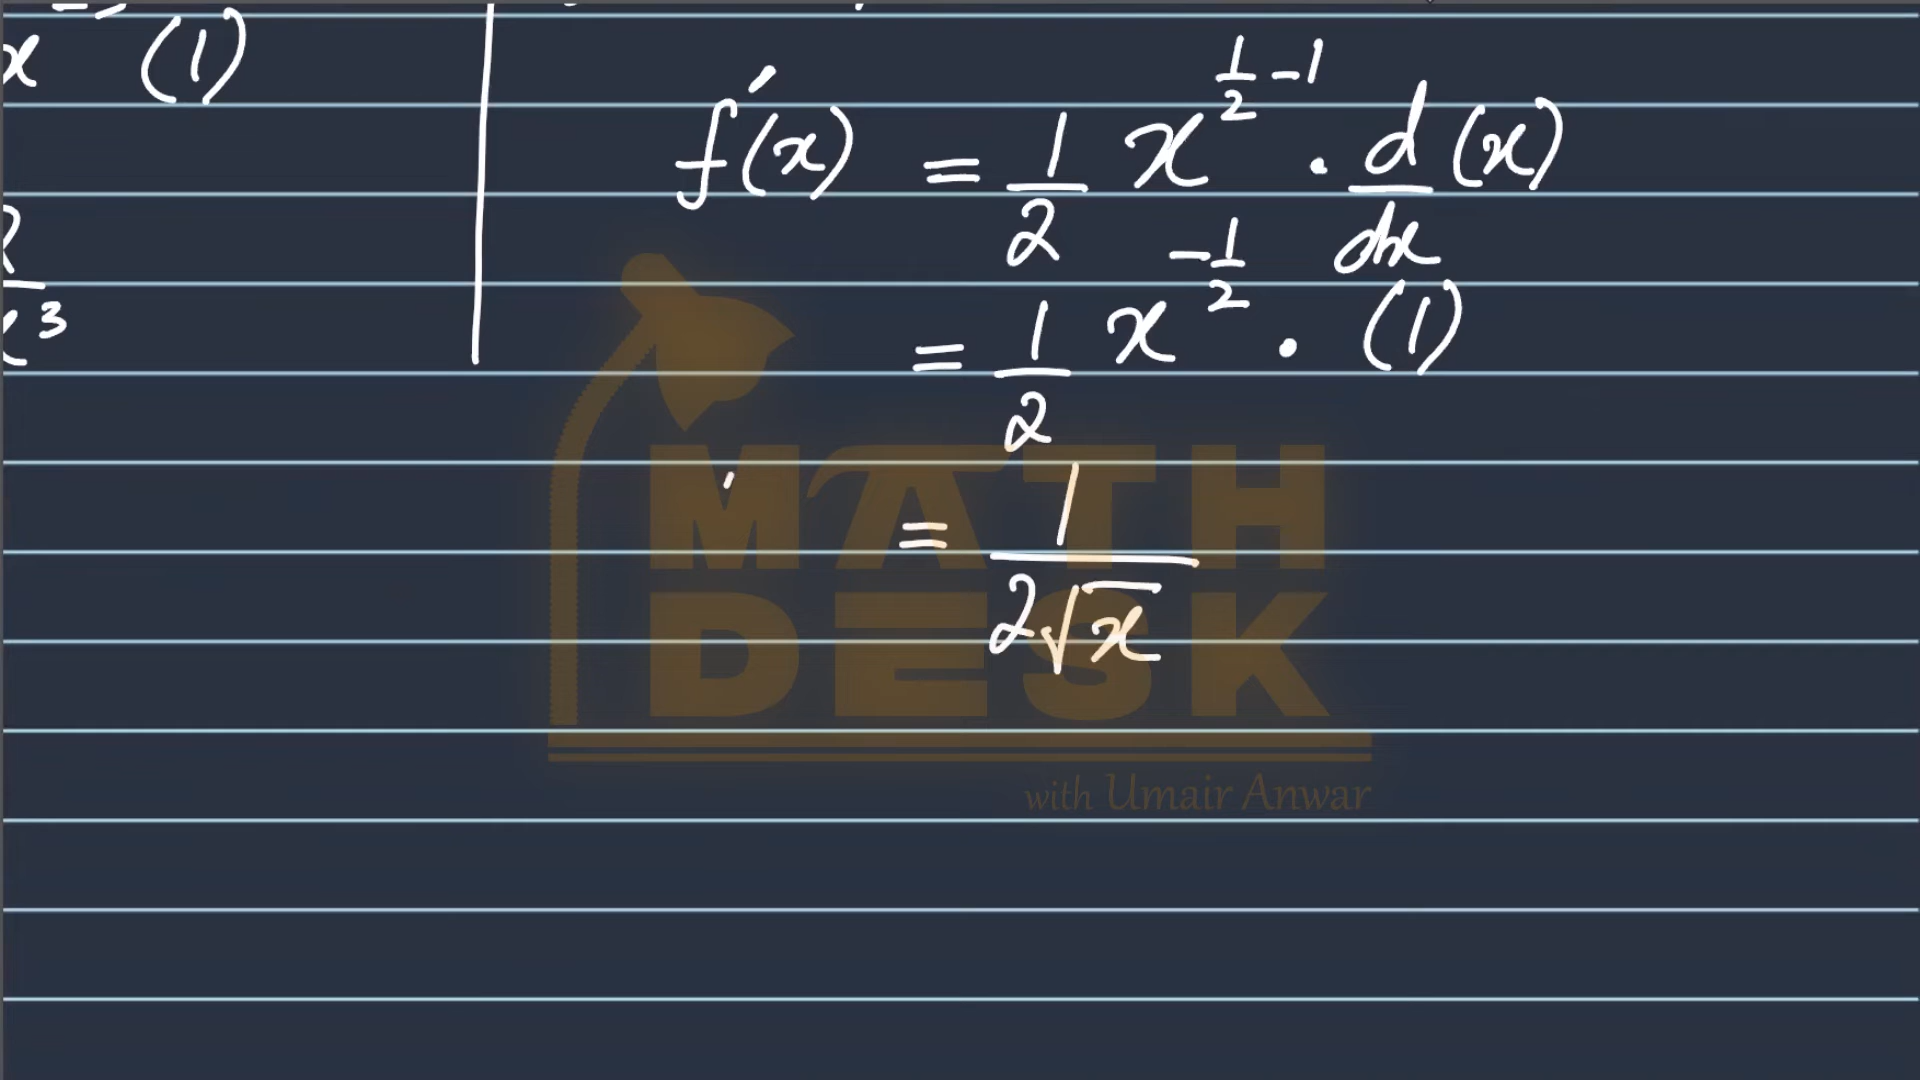 x (1)
x³
f'(x) = 1/2 x^(1/2 -1) . d/dx (x)
= 1/2 x^(-1/2) . (1)
= 1/(2√x)
MATH
DESK
with Umair Anwar